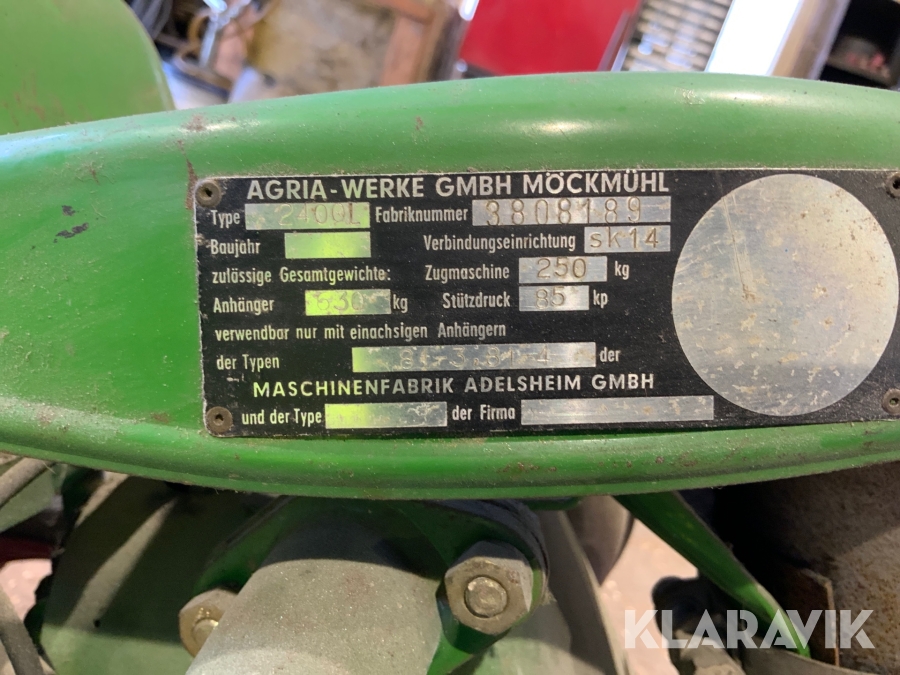 AGRIA-WERKE GMBH MÖCKMÜHL
Type 2400L Fabriknummer 3808189
Baujahr Verbindungseinrichtung sK14
zulässige Gesamtgewichte: Zugmaschine 250 kg
Anhänger 530 kg Stützdruck 85 kp
verwendbar nur mit einachsigen Anhängern
der Typen der
MASCHINENFABRIK ADELSHEIM GMBH
und der Type der Firma
KLARAVIK